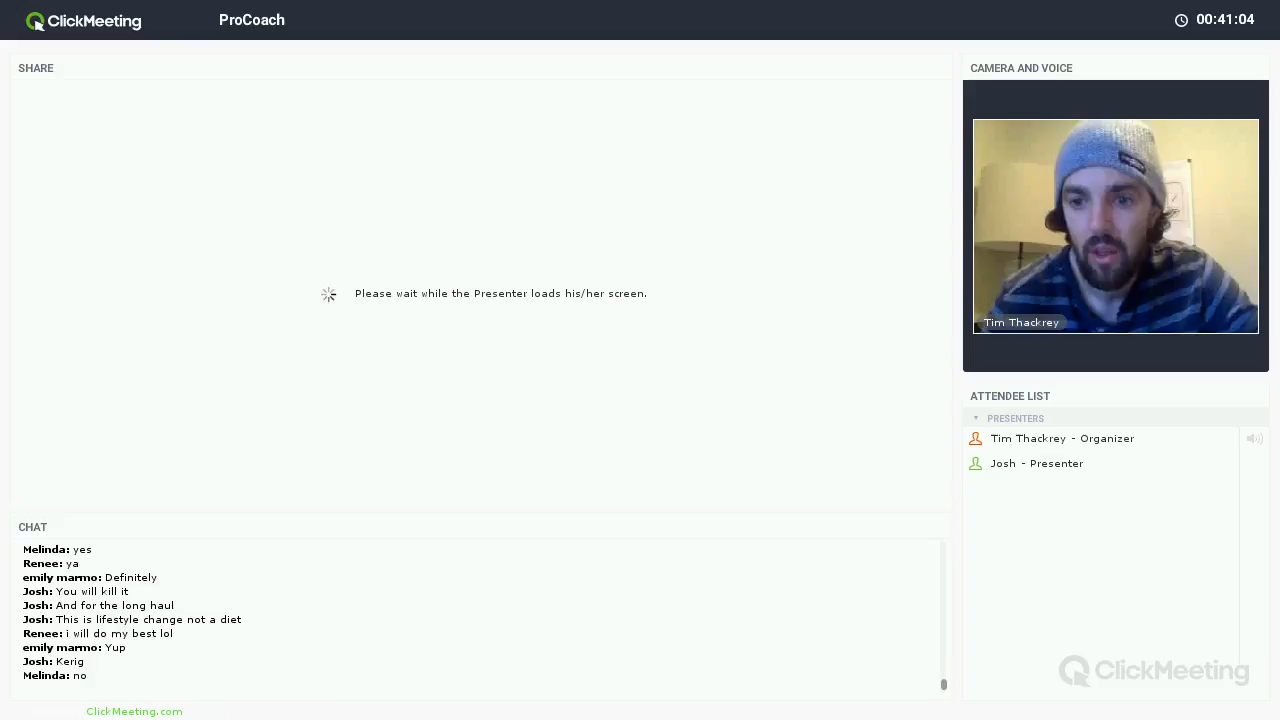 ClickMeeting
ProCoach
00:41:04
SHARE
CAMERA AND VOICE
Please wait while the Presenter loads his/her screen.
Tim Thackrey
ATTENDEE LIST
PRESENTERS
Tim Thackrey - Organizer
Josh - Presenter
CHAT
Melinda: yes
Renee: ya
emily marmo: Definitely
Josh: You will kill it
Josh: And for the long haul
Josh: This is lifestyle change not a diet
Renee: i will do my best lol
emily marmo: Yup
Josh: Kerig
Melinda: no
ClickMeeting
ClickMeeting.com